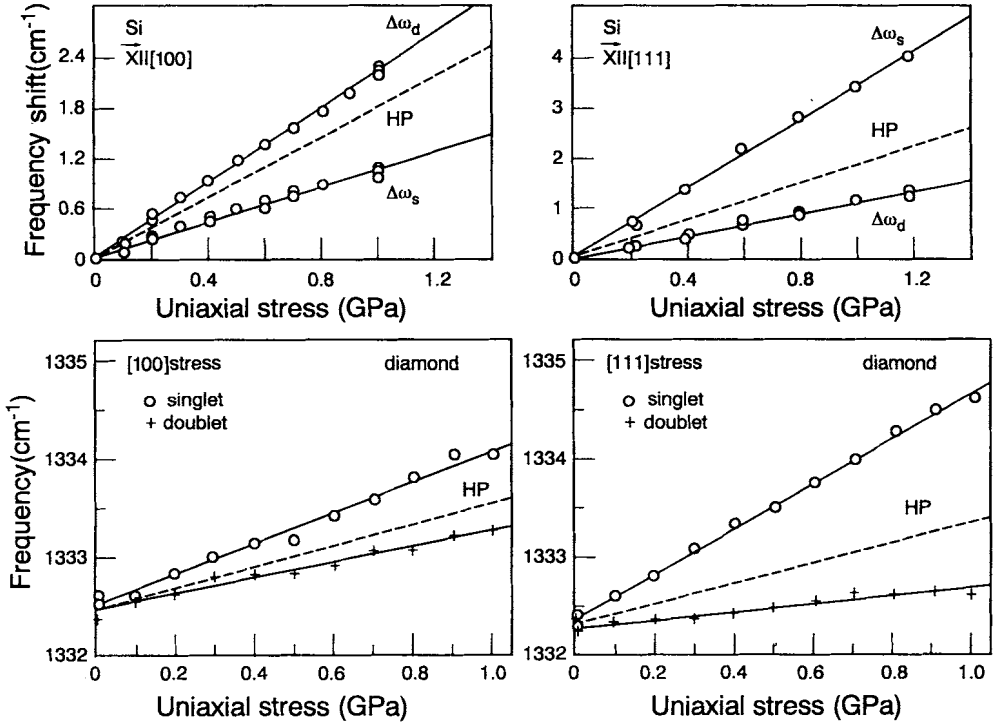 Si
X∥[100]
Δωd
HP
Δωs
Frequency shift(cm⁻¹)
2.4
1.8
1.2
0.6
0
0 0.4 0.8 1.2
Uniaxial stress (GPa)
Si
X∥[111]
Δωs
HP
Δωd
4
3
2
1
0
0 0.4 0.8 1.2
Uniaxial stress (GPa)
[100]stress diamond
singlet
+ doublet
HP
Frequency(cm⁻¹)
1335
1334
1333
1332
0 0.2 0.4 0.6 0.8 1.0
Uniaxial stress (GPa)
[111]stress diamond
singlet
+ doublet
HP
1335
1334
1333
1332
0 0.2 0.4 0.6 0.8 1.0
Uniaxial stress (GPa)